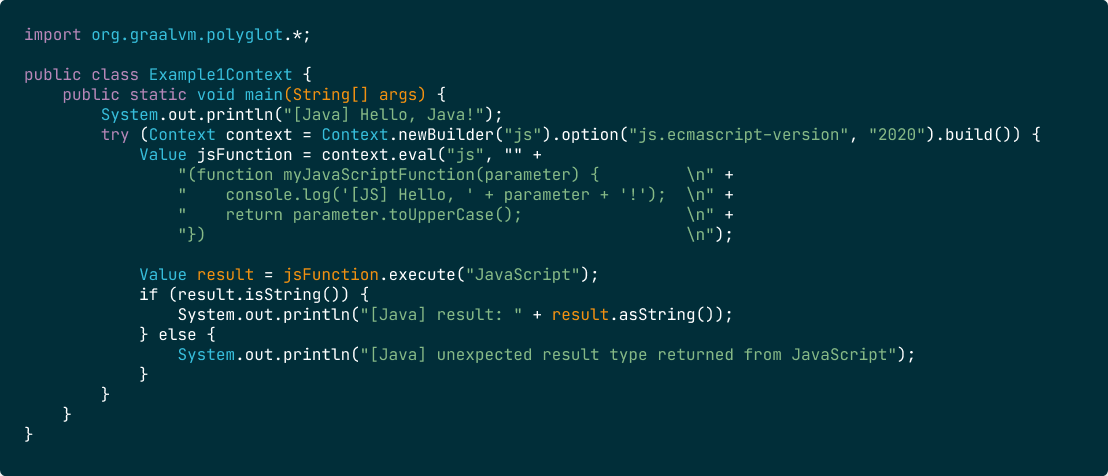 import org.graalvm.polyglot.*;

public class Example1Context {
    public static void main(String[] args) {
        System.out.println("[Java] Hello, Java!");
        try (Context context = Context.newBuilder("js").option("js.ecmascript-version", "2020").build()) {
            Value jsFunction = context.eval("js", "" +
                "(function myJavaScriptFunction(parameter) {         \n" +
                "    console.log('[JS] Hello, ' + parameter + '!');  \n" +
                "    return parameter.toUpperCase();                 \n" +
                "})                                                  \n");

            Value result = jsFunction.execute("JavaScript");
            if (result.isString()) {
                System.out.println("[Java] result: " + result.asString());
            } else {
                System.out.println("[Java] unexpected result type returned from JavaScript");
            }
        }
    }
}